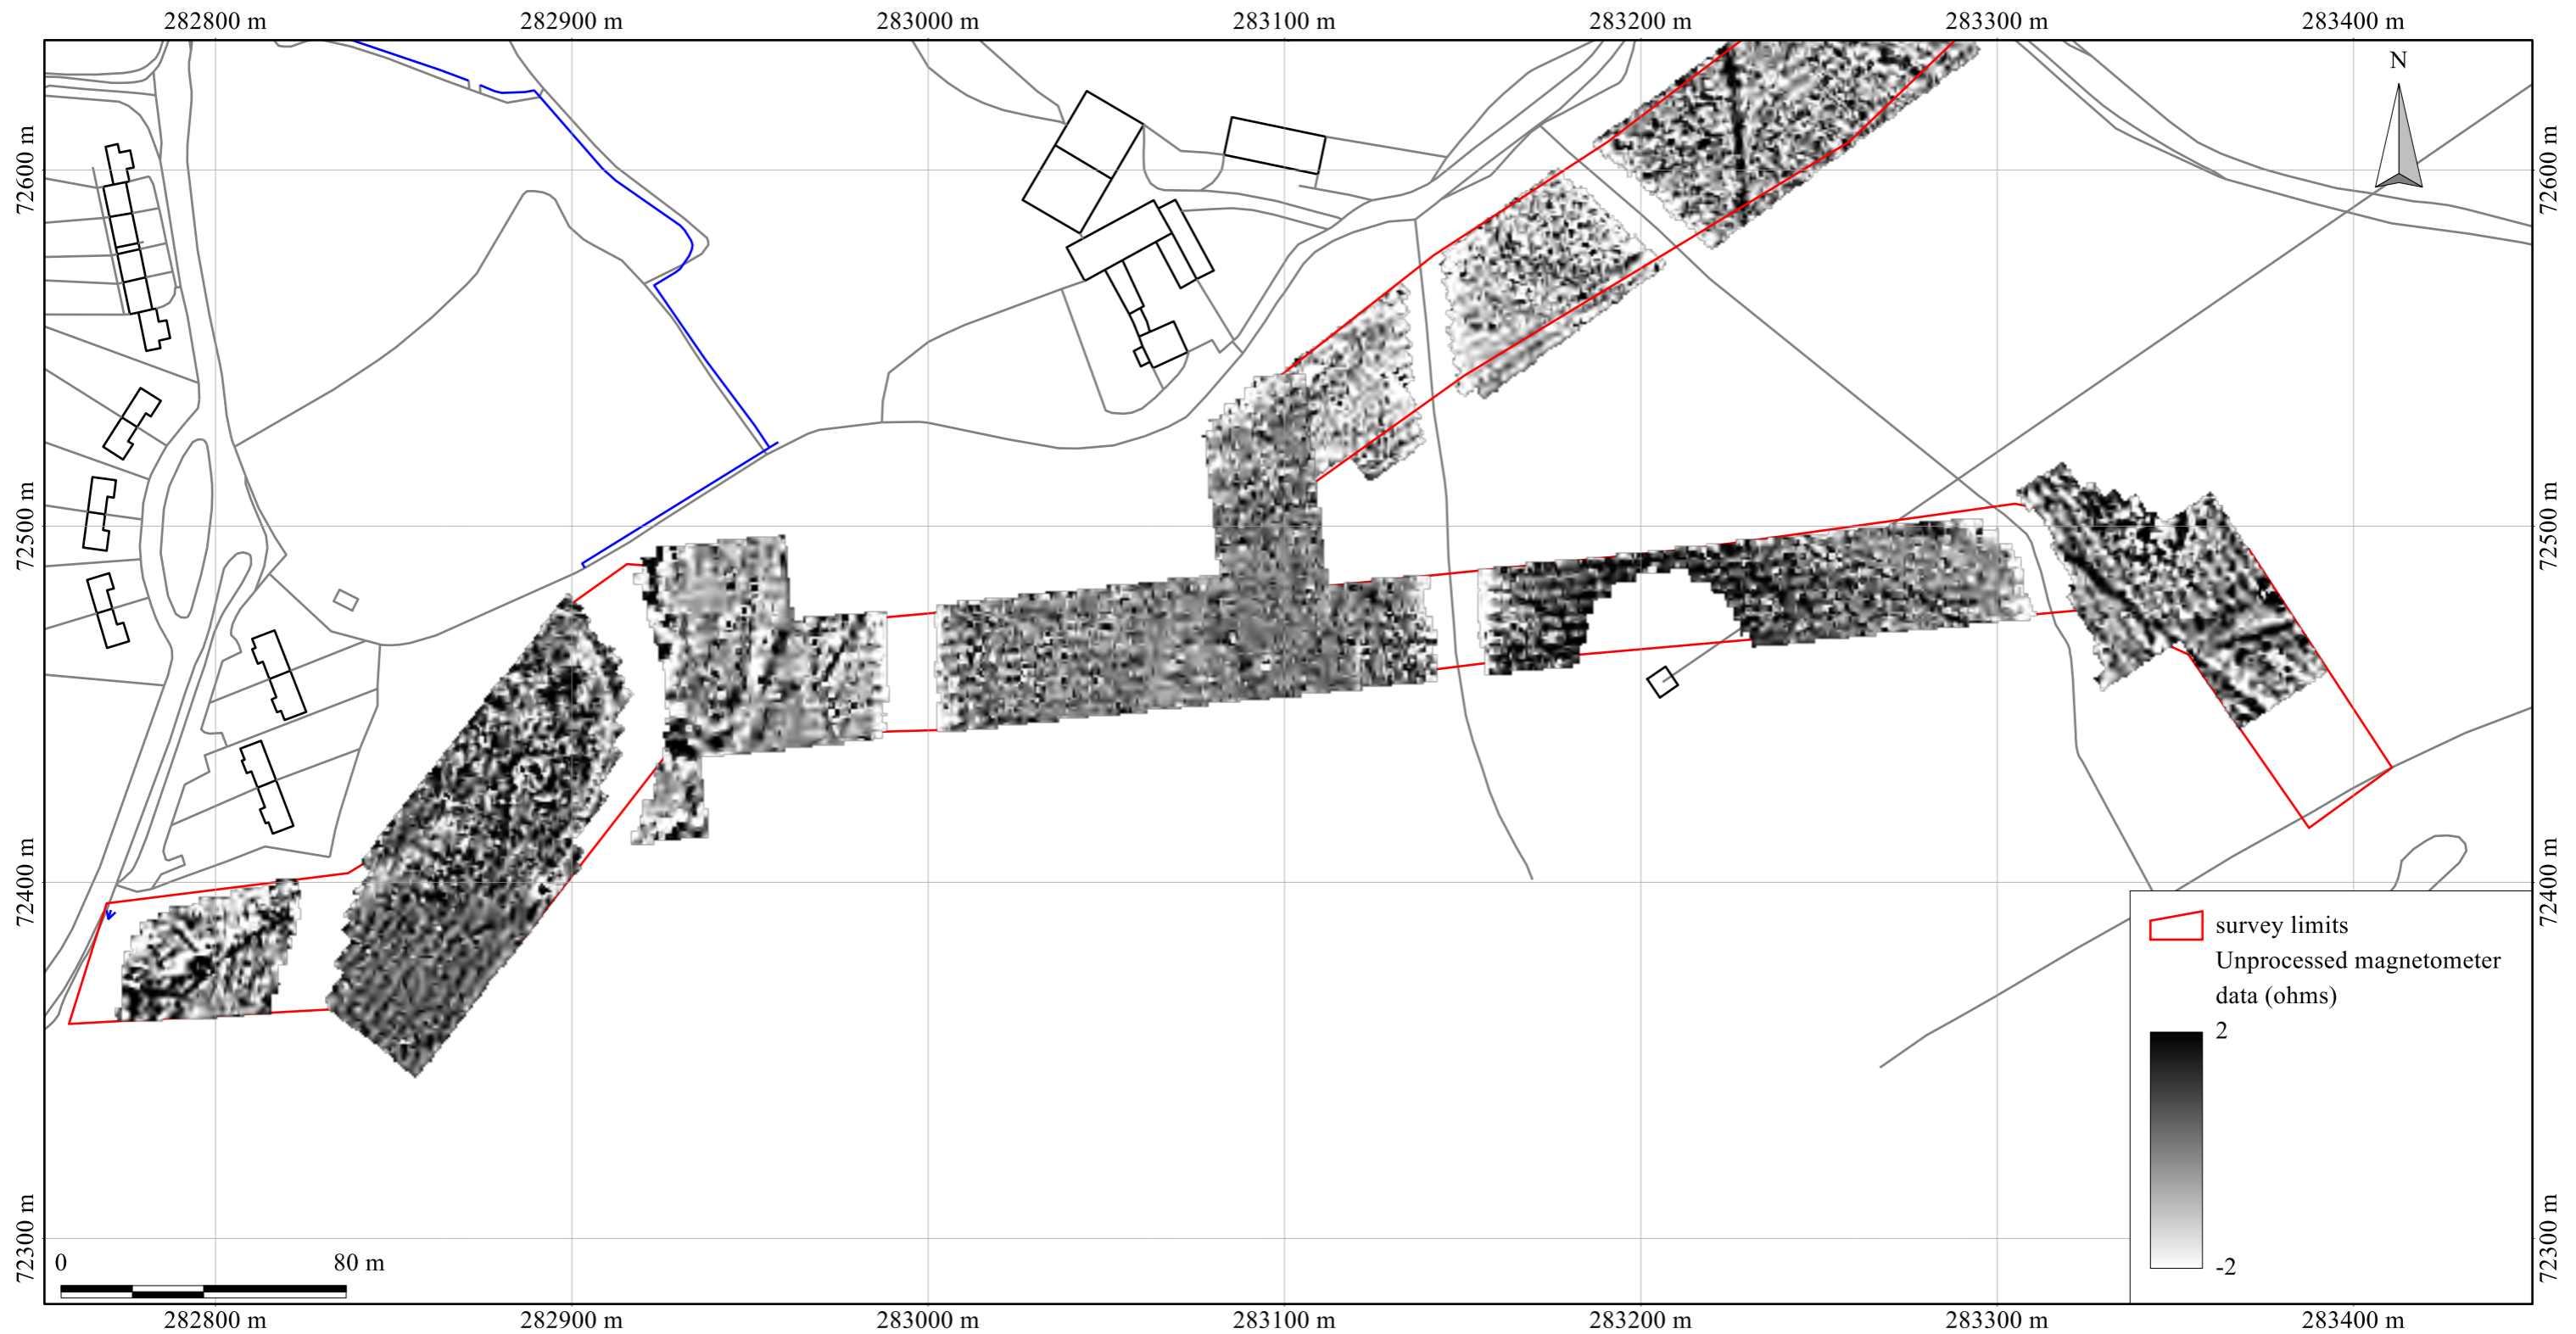 282800 m 282900 m 283000 m 283100 m 283200 m 283300 m 283400 m
N
72600 m 72600 m
72500 m 72500 m
72400 m 72400 m
survey limits
Unprocessed magnetometer
data (ohms)
2
72300 m 72300 m
0 80 m
-2
282800 m 282900 m 283000 m 283100 m 283200 m 283300 m 283400 m